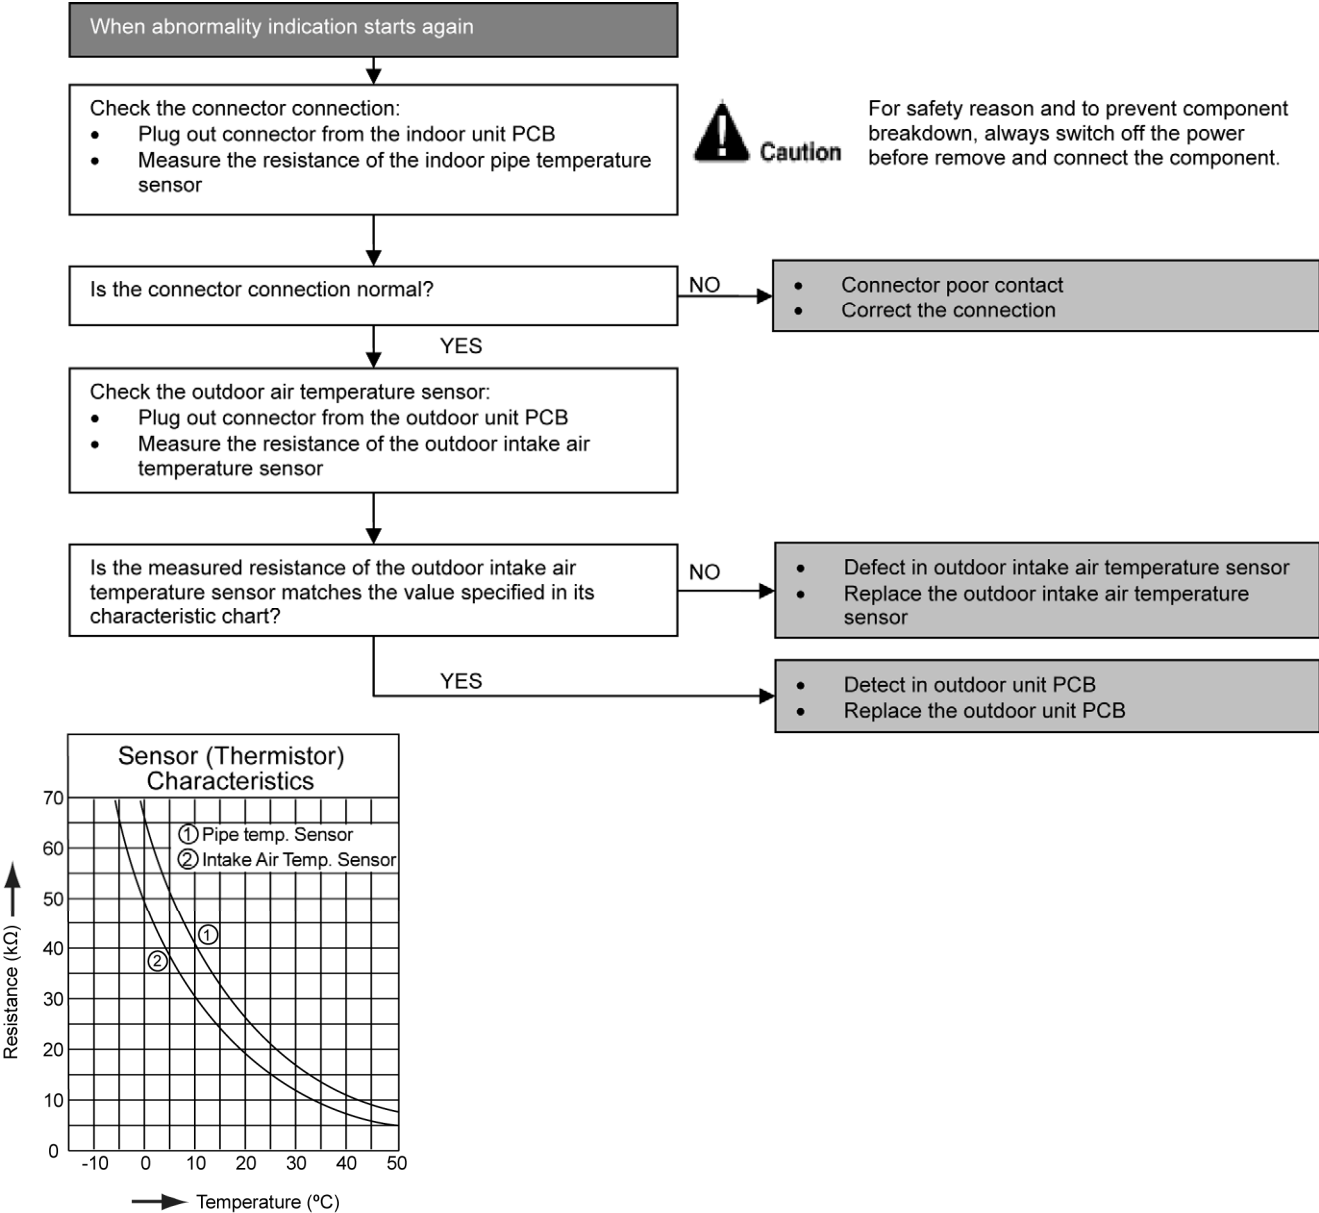 When abnormality indication starts again
Check the connector connection:
• Plug out connector from the indoor unit PCB
• Measure the resistance of the indoor pipe temperature
sensor
Caution
For safety reason and to prevent component
breakdown, always switch off the power
before remove and connect the component.
Is the connector connection normal?
NO
• Connector poor contact
• Correct the connection
YES
Check the outdoor air temperature sensor:
• Plug out connector from the outdoor unit PCB
• Measure the resistance of the outdoor intake air
temperature sensor
Is the measured resistance of the outdoor intake air
temperature sensor matches the value specified in its
characteristic chart?
NO
• Defect in outdoor intake air temperature sensor
• Replace the outdoor intake air temperature
sensor
YES
• Detect in outdoor unit PCB
• Replace the outdoor unit PCB
Sensor (Thermistor)
Characteristics
① Pipe temp. Sensor
② Intake Air Temp. Sensor
①
②
70
60
50
40
30
20
10
0
Resistance (kΩ)
-10 0 10 20 30 40 50
Temperature (ºC)